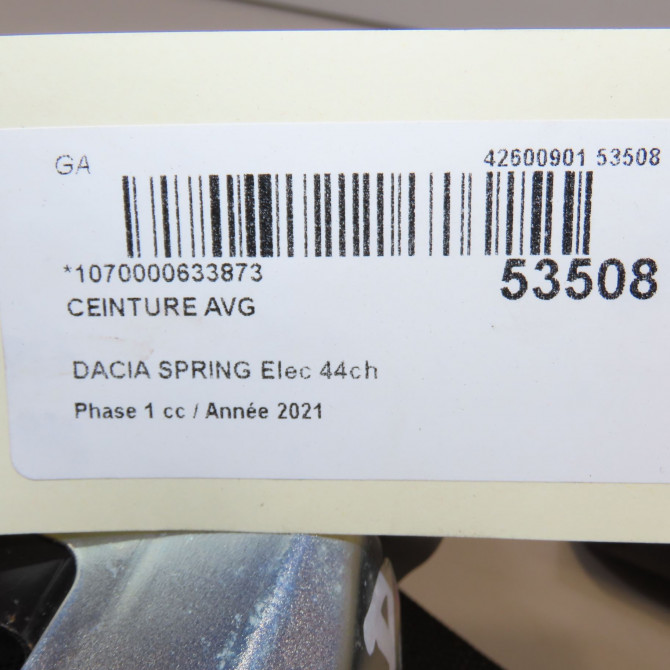 GA
42600901 53508
*1070000633873
53508
CEINTURE AVG
DACIA SPRING Elec 44ch
Phase 1 cc / Année 2021